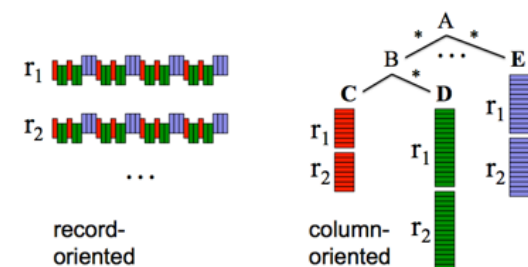 r1
r2
...
record-
oriented
A
* ... *
B E
*
C D
r1 r1 r1
r2 r2 r2
column-
oriented